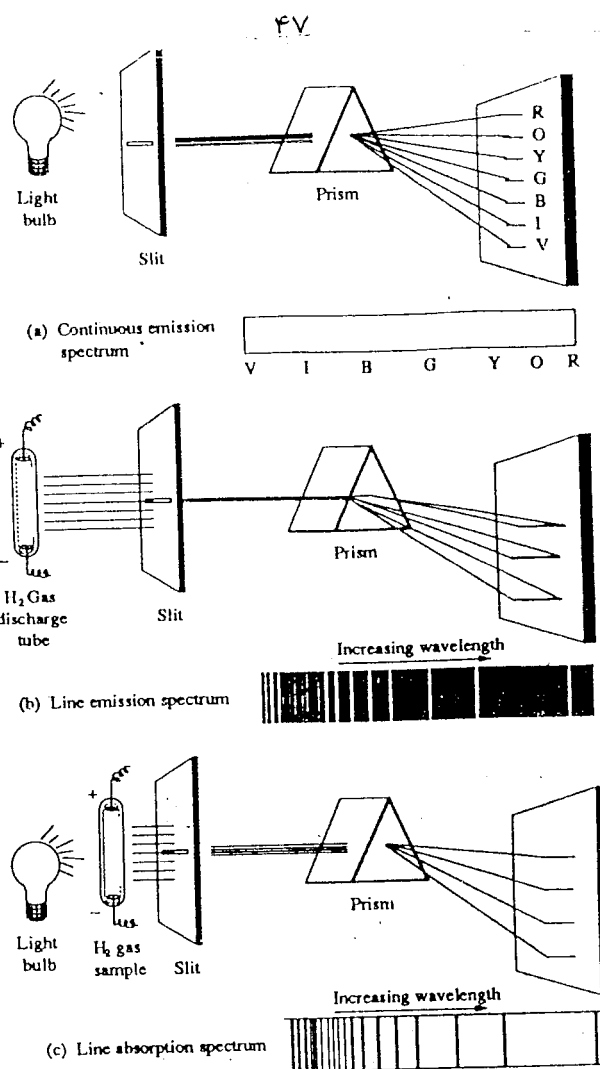 ۴۷
R
O
Y
G
B
I
V
Light
bulb
Slit
Prism
(a) Continuous emission
spectrum
V I B G Y O R
+
−
H₂ Gas
discharge
tube
Slit
Prism
Increasing wavelength
(b) Line emission spectrum
+
−
Light
bulb
H₂ gas
sample
Slit
Prism
Increasing wavelength
(c) Line absorption spectrum